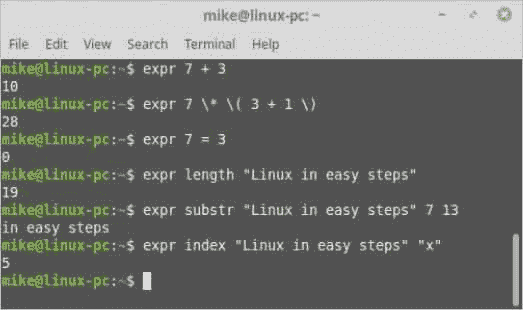 mike@linux-pc: ~
File Edit View Search Terminal Help
mike@linux-pc:~$ expr 7 + 3
10
mike@linux-pc:~$ expr 7 \* \( 3 + 1 \)
28
mike@linux-pc:~$ expr 7 = 3
0
mike@linux-pc:~$ expr length "Linux in easy steps"
19
mike@linux-pc:~$ expr substr "Linux in easy steps" 7 13
in easy steps
mike@linux-pc:~$ expr index "Linux in easy steps" "x"
5
mike@linux-pc:~$